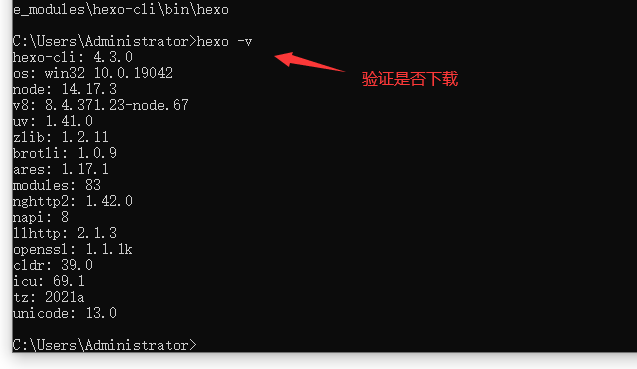 e_modules\hexo-cli\bin\hexo
C:\Users\Administrator>hexo -v
hexo-cli: 4.3.0
os: win32 10.0.19042
node: 14.17.3
v8: 8.4.371.23-node.67
uv: 1.41.0
zlib: 1.2.11
brotli: 1.0.9
ares: 1.17.1
modules: 83
nghttp2: 1.42.0
napi: 8
llhttp: 2.1.3
openssl: 1.1.1k
cldr: 39.0
icu: 69.1
tz: 2021a
unicode: 13.0
C:\Users\Administrator>
验证是否下载